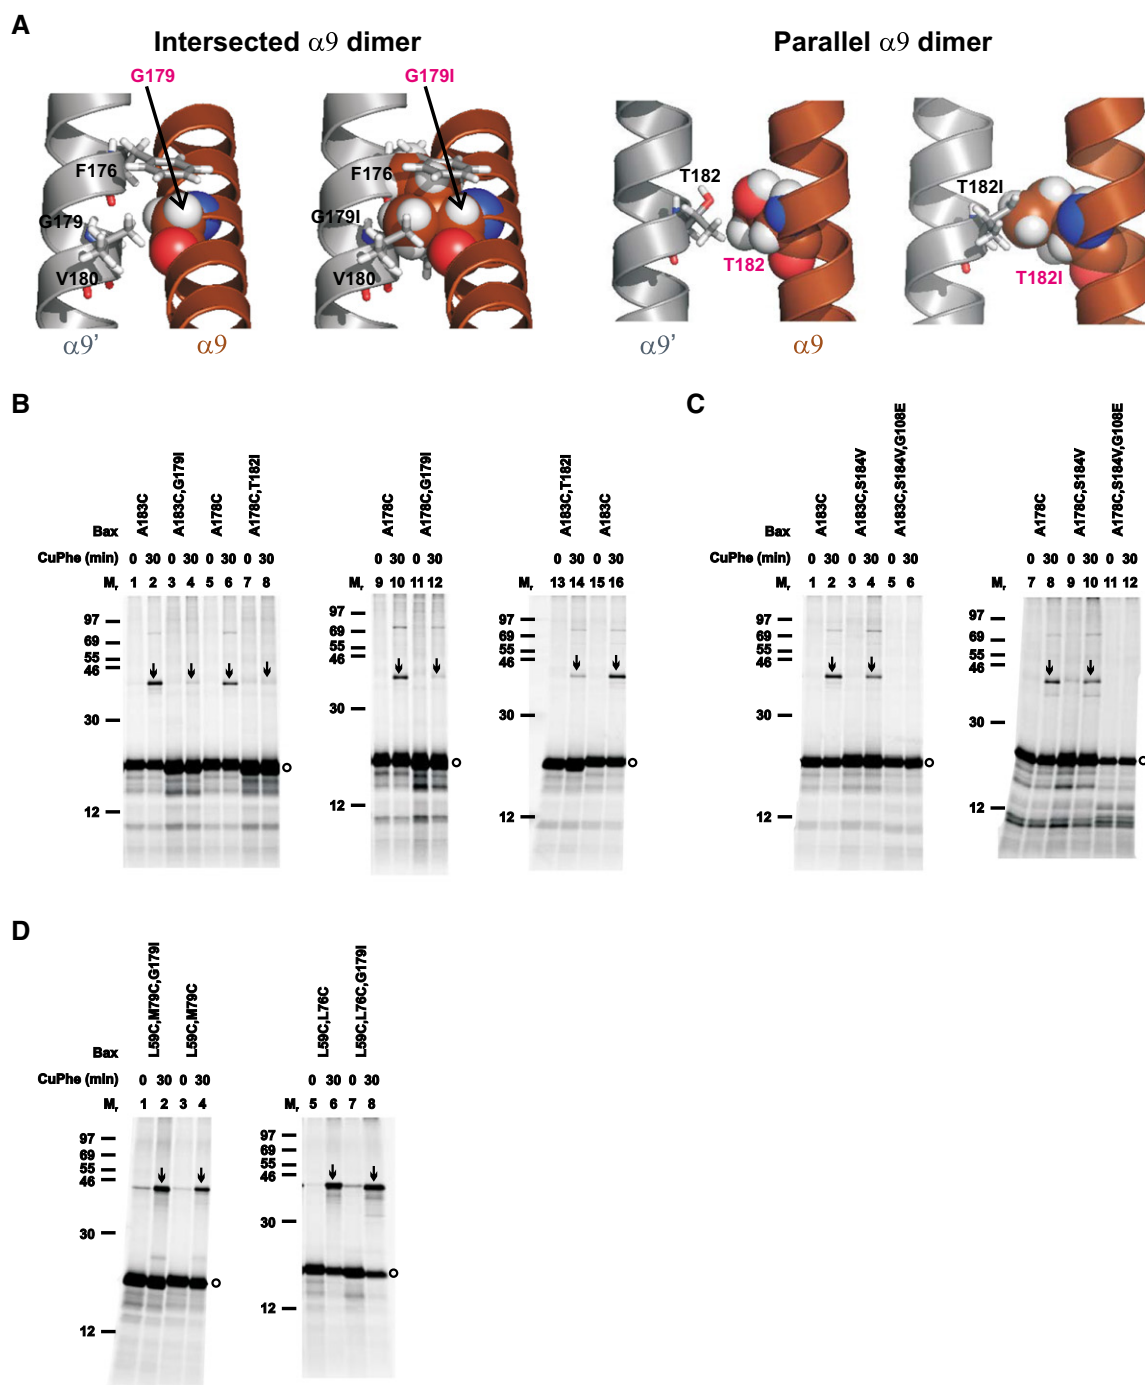 A
Intersected α9 dimer
Parallel α9 dimer
G179
G179I
F176
G179
V180
F176
G179I
V180
T182
T182
T182I
T182I
α9’
α9
α9’
α9
B
Bax
A183C
A183C,G179I
A178C
A178C,T182I
A178C
A178C,G179I
A183C,T182I
A183C
CuPhe (min)
0 30 0 30 0 30 0 30
0 30 0 30
0 30 0 30
Mr
1 2 3 4 5 6 7 8
Mr
9 10 11 12
Mr
13 14 15 16
97
69
55
46
30
12
97
69
55
46
30
12
97
69
55
46
30
12
C
Bax
A183C
A183C,S184V
A183C,S184V,G108E
A178C
A178C,S184V
A178C,S184V,G108E
CuPhe (min)
0 30 0 30 0 30
0 30 0 30 0 30
Mr
1 2 3 4 5 6
Mr
7 8 9 10 11 12
97
69
55
46
30
12
97
69
55
46
30
12
D
Bax
L59C,M79C,G179I
L59C,M79C
L59C,L76C
L59C,L76C,G179I
CuPhe (min)
0 30 0 30
0 30 0 30
Mr
1 2 3 4
Mr
5 6 7 8
97
69
55
46
30
12
97
69
55
46
30
12